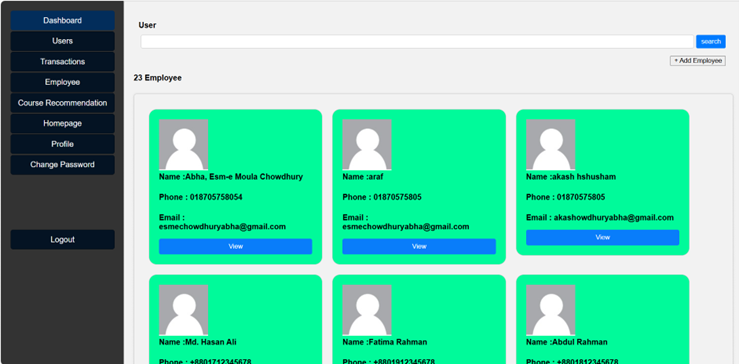 Dashboard
Users
Transactions
Employee
Course Recommendation
Homepage
Profile
Change Password
Logout
User
search
+ Add Employee
23 Employee
Name :Abha, Esm-e Moula Chowdhury
Phone : 018705758054
Email :
esmechowdhuryabha@gmail.com
View
Name :araf
Phone : 01870575805
Email :
esmechowdhuryabha@gmail.com
View
Name :akash hshusham
Phone : 01870575805
Email : akashowdhuryabha@gmail.com
View
Name :Md. Hasan Ali
Phone : +8801712345678
Name :Fatima Rahman
Phone : +8801912345678
Name :Abdul Rahman
Phone : +8801812345678